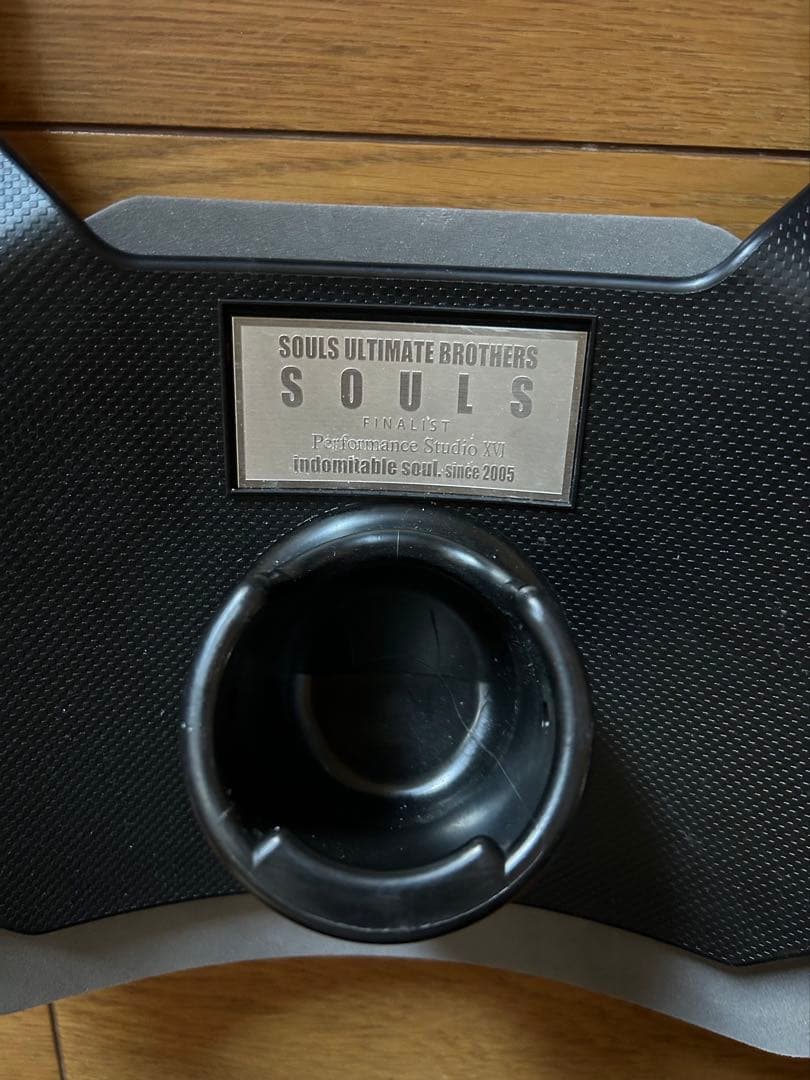 SOULS ULTIMATE BROTHERS
SOULS
FINALIST
Performance Studio XVI
indomitable soul. since 2005